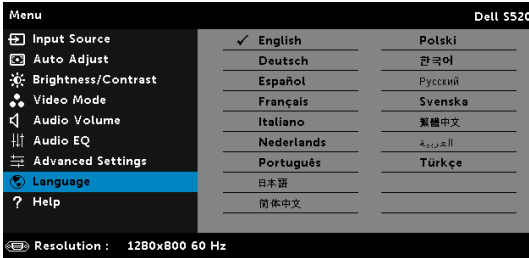 Menu
Dell S520
Input Source
Auto Adjust
Brightness/Contrast
Video Mode
Audio Volume
Audio EQ
Advanced Settings
Language
Help
✓ English
Deutsch
Español
Français
Italiano
Nederlands
Português
日本語
简体中文
Polski
한국어
Русский
Svenska
繁體中文
العربية
Türkçe
Resolution : 1280x800 60 Hz